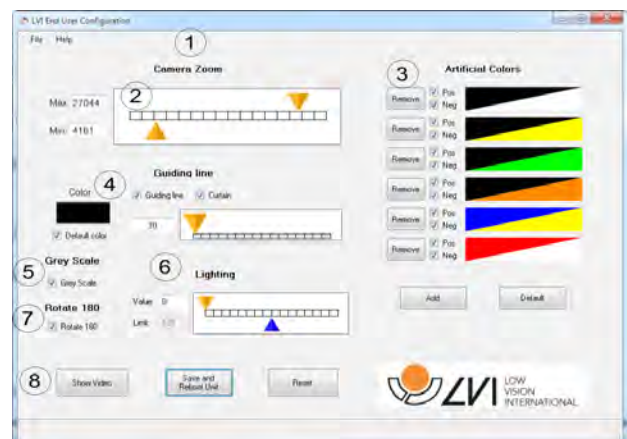 LVI End User Configuration
File Help
1
Camera Zoom
2
Max: 27044
Min: 4161
3
Artificial Colors
Remove Pos
Neg
Remove Pos
Neg
Remove Pos
Neg
Remove Pos
Neg
Remove Pos
Neg
Remove Pos
Neg
Add Default
Guiding line
4
Color
Guiding line Curtain
Default color
Grey Scale
5
Grey Scale
6
Lighting
Value: 0
Limit:
Rotate 180
7
Rotate 180
8
Show Video Save and
Reboot Unit Reset
LVI LOW
VISION
INTERNATIONAL